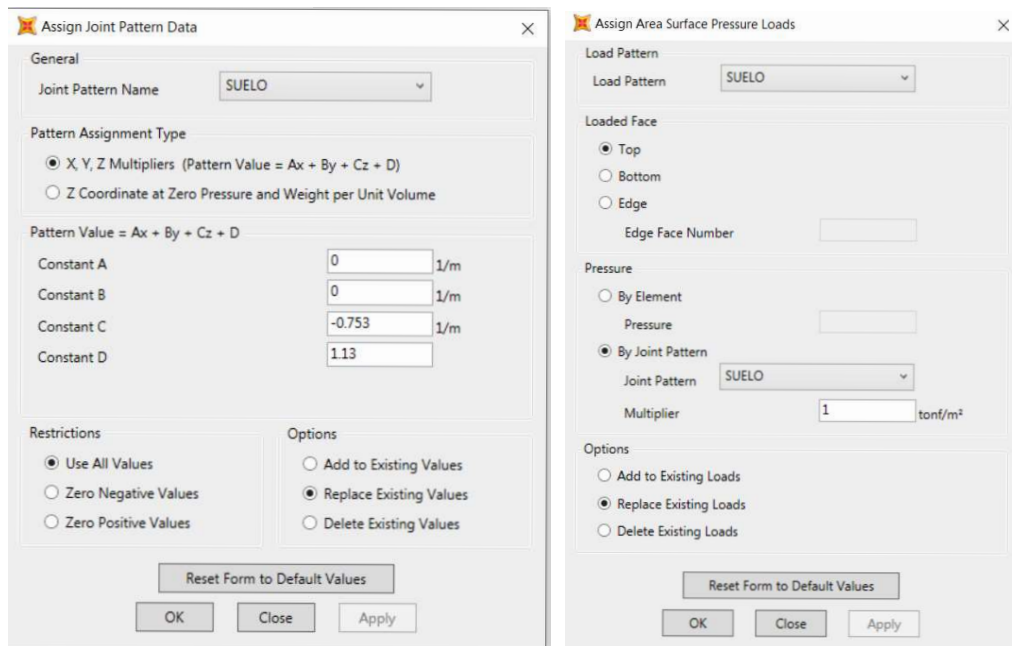 Assign Joint Pattern Data
General
Joint Pattern Name SUELO
Pattern Assignment Type
X, Y, Z Multipliers (Pattern Value = Ax + By + Cz + D)
Z Coordinate at Zero Pressure and Weight per Unit Volume
Pattern Value = Ax + By + Cz + D
Constant A 0 1/m
Constant B 0 1/m
Constant C -0.753 1/m
Constant D 1.13
Restrictions
Use All Values
Zero Negative Values
Zero Positive Values
Options
Add to Existing Values
Replace Existing Values
Delete Existing Values
Reset Form to Default Values
OK Close Apply
Assign Area Surface Pressure Loads
Load Pattern
Load Pattern SUELO
Loaded Face
Top
Bottom
Edge
Edge Face Number
Pressure
By Element
Pressure
By Joint Pattern
Joint Pattern SUELO
Multiplier 1 tonf/m²
Options
Add to Existing Loads
Replace Existing Loads
Delete Existing Loads
Reset Form to Default Values
OK Close Apply